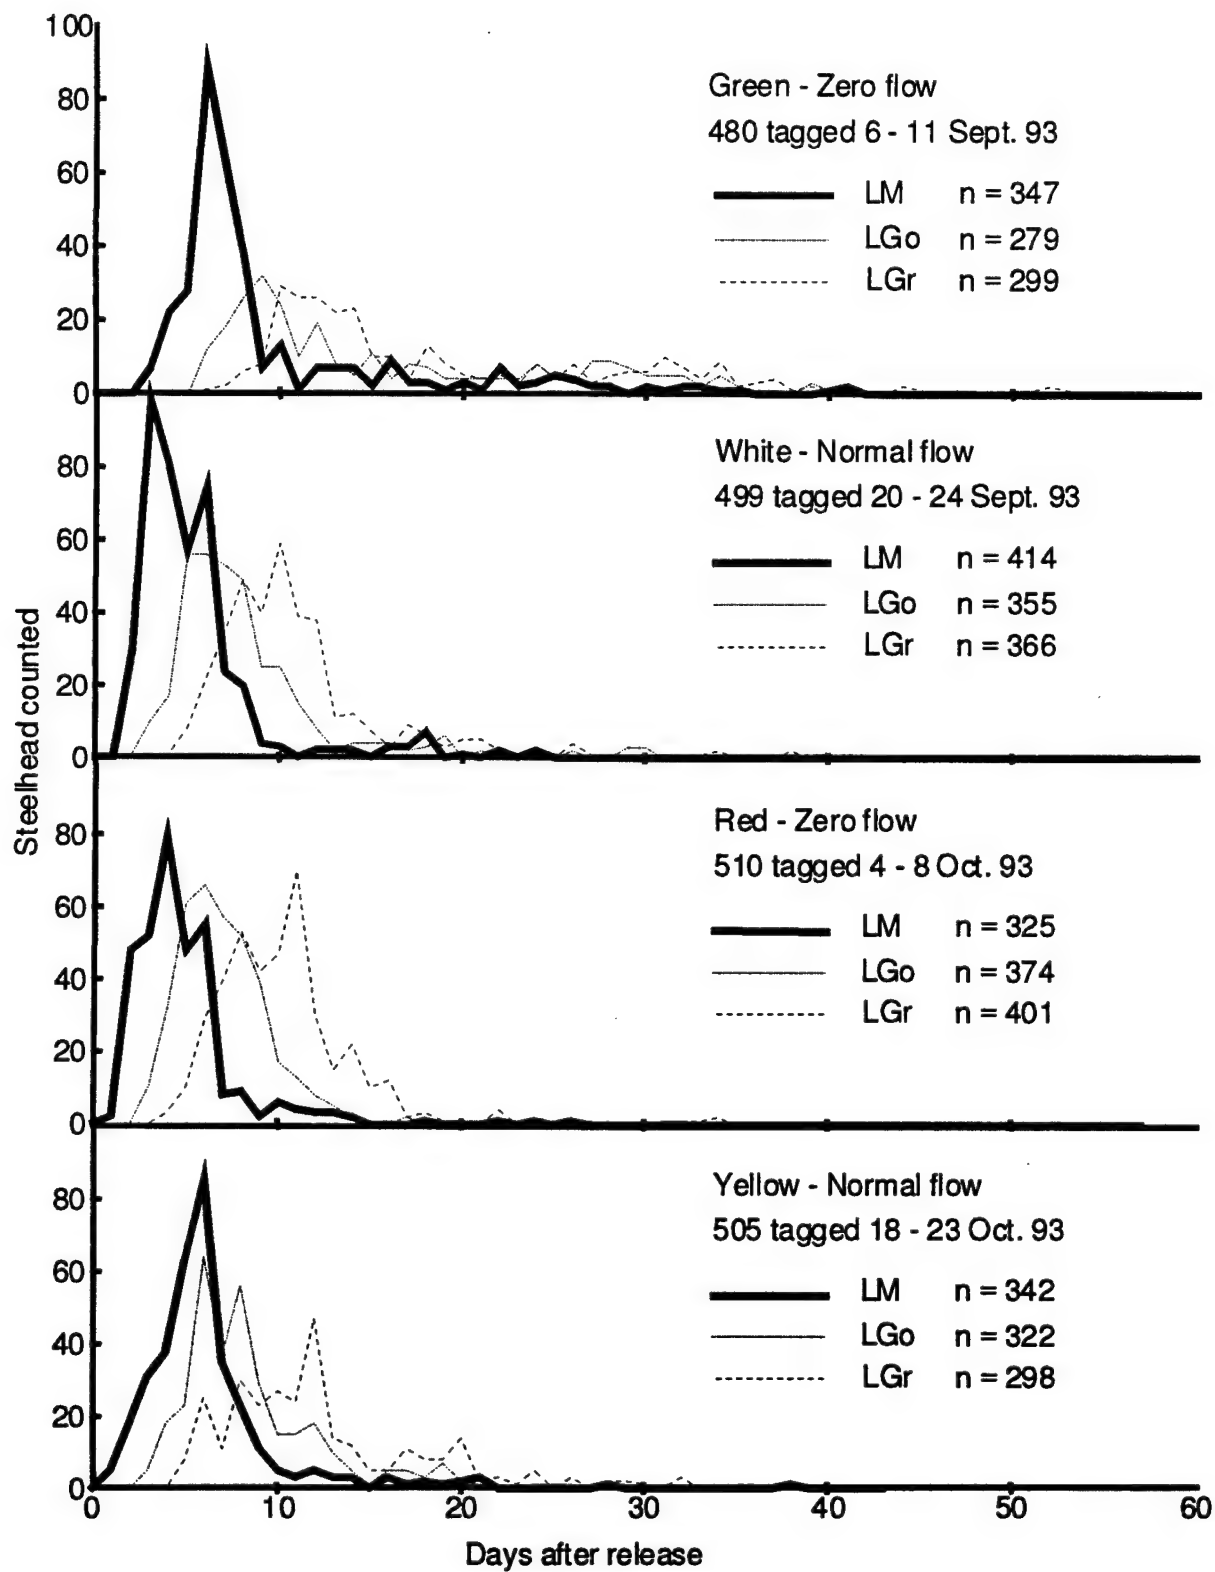 100
80
60
40
20
0
Green - Zero flow
480 tagged 6 - 11 Sept. 93
LM n = 347
LGo n = 279
LGr n = 299
80
60
40
20
0
White - Normal flow
499 tagged 20 - 24 Sept. 93
LM n = 414
LGo n = 355
LGr n = 366
Steelhead counted
80
60
40
20
0
Red - Zero flow
510 tagged 4 - 8 Oct. 93
LM n = 325
LGo n = 374
LGr n = 401
80
60
40
20
0
Yellow - Normal flow
505 tagged 18 - 23 Oct. 93
LM n = 342
LGo n = 322
LGr n = 298
0 10 20 30 40 50 60
Days after release